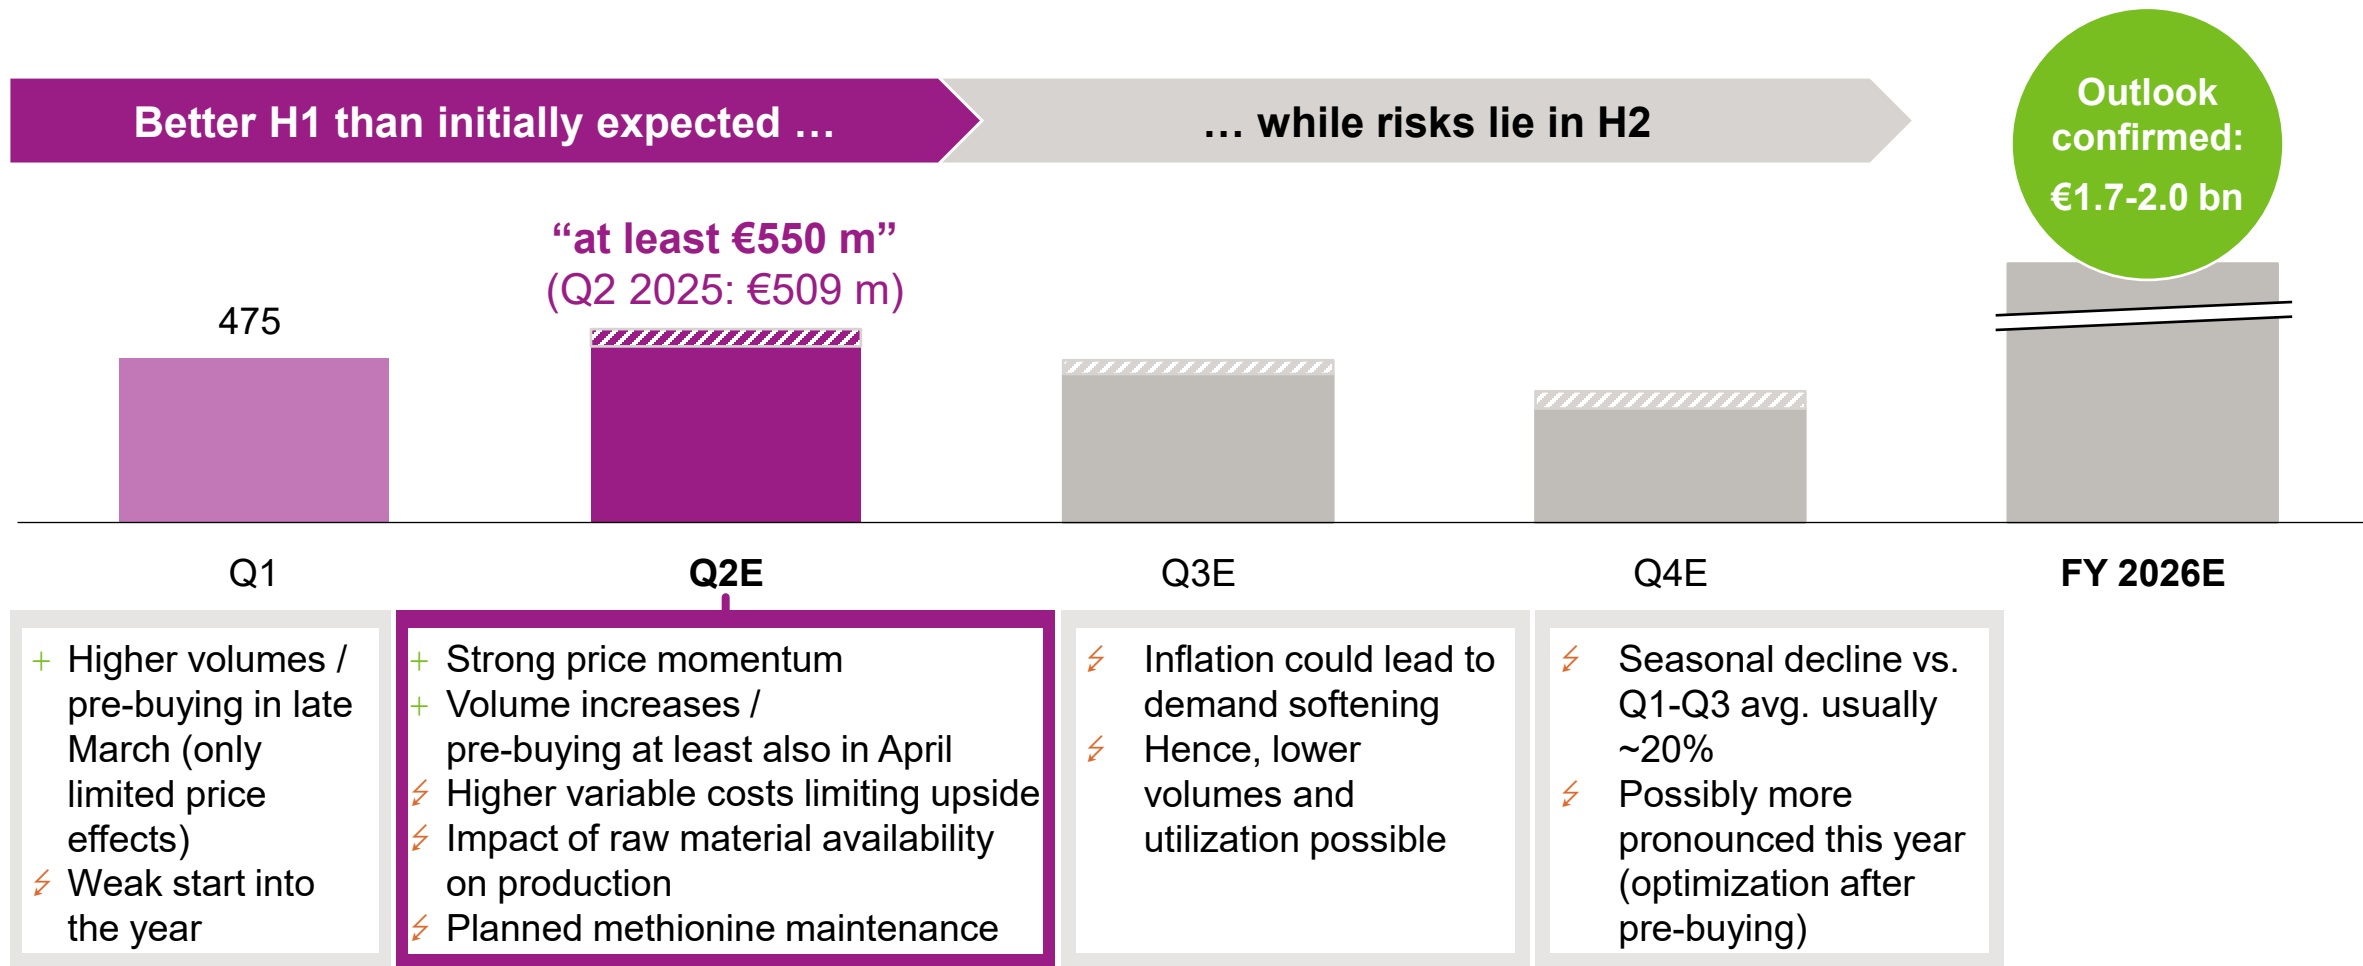 Better H1 than initially expected …
… while risks lie in H2
Outlook
confirmed:
€1.7-2.0 bn
“at least €550 m”
(Q2 2025: €509 m)
475
Q1
Q2E
Q3E
Q4E
FY 2026E
+ Higher volumes /
pre-buying in late
March (only
limited price
effects)
Weak start into
the year
+ Strong price momentum
+ Volume increases /
pre-buying at least also in April
Higher variable costs limiting upside
Impact of raw material availability
on production
Planned methionine maintenance
Inflation could lead to
demand softening
Hence, lower
volumes and
utilization possible
Seasonal decline vs.
Q1-Q3 avg. usually
~20%
Possibly more
pronounced this year
(optimization after
pre-buying)